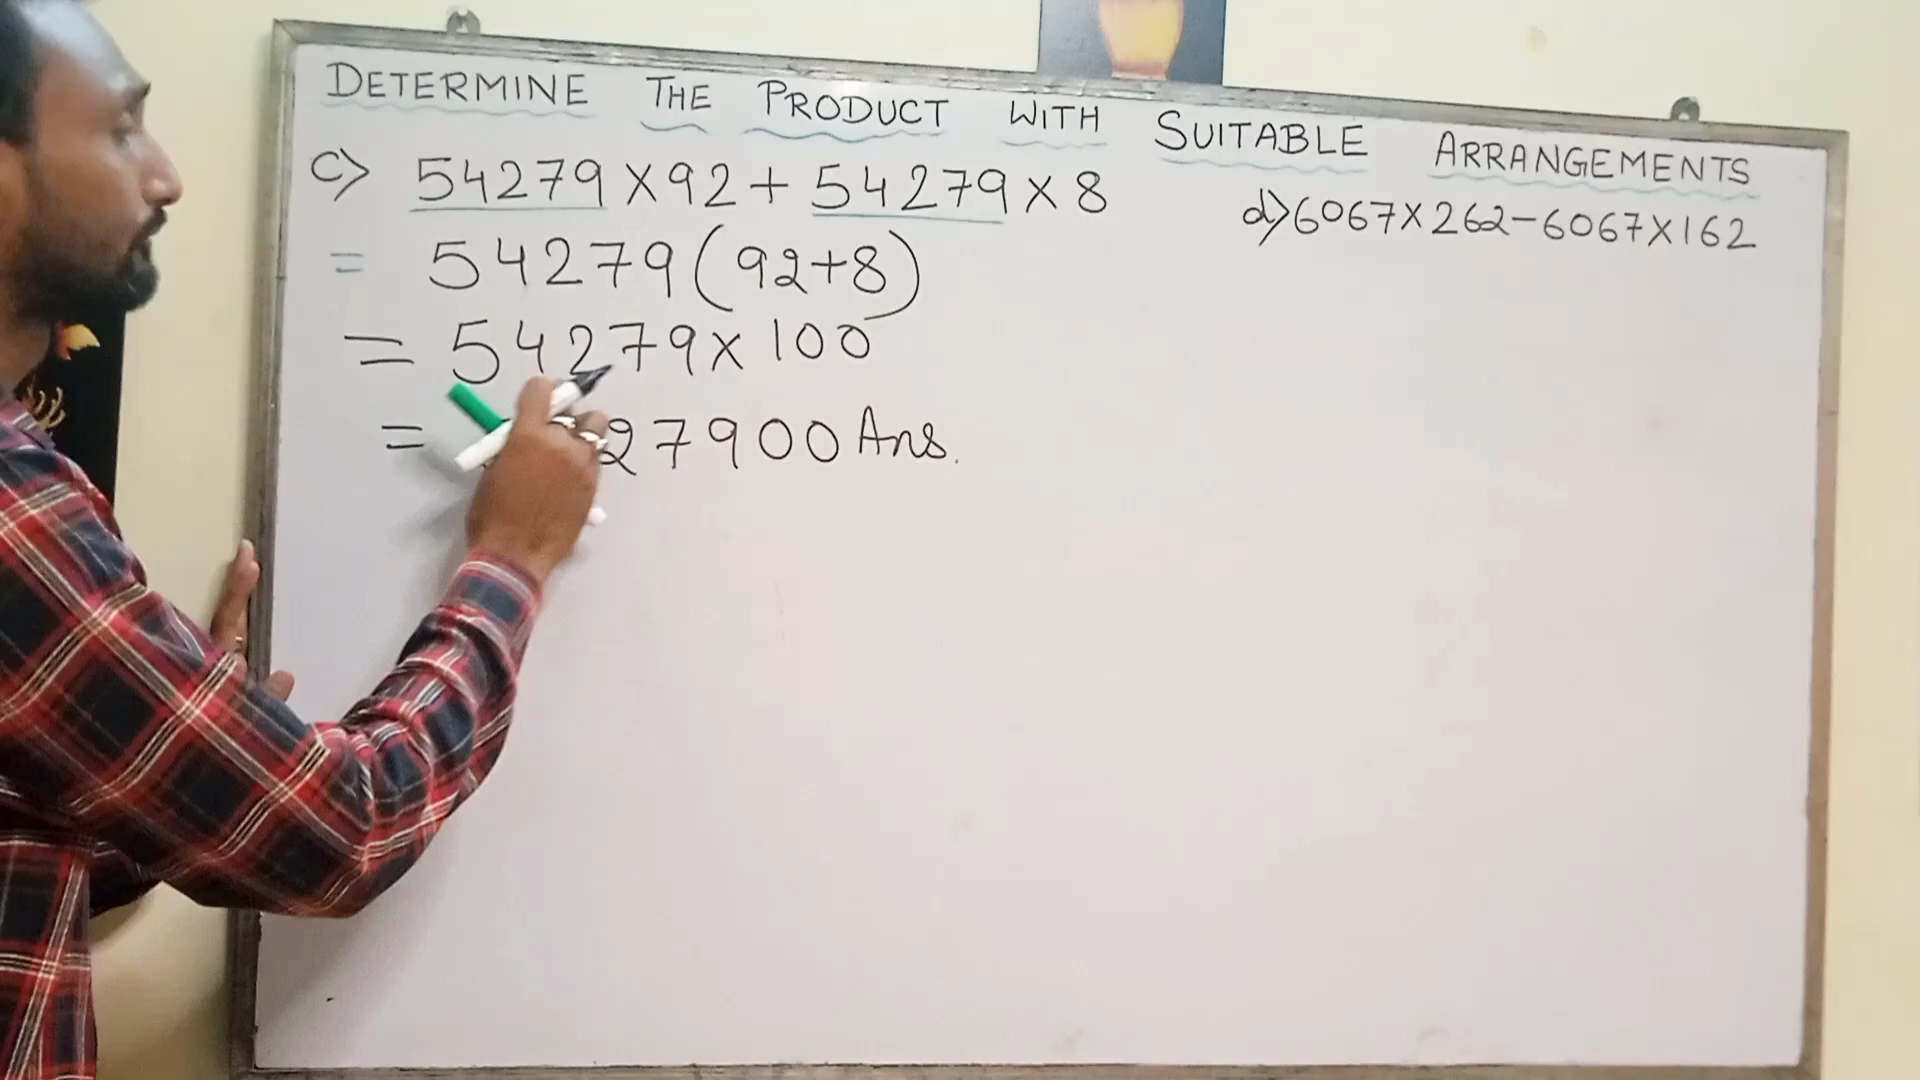 DETERMINE THE PRODUCT WITH SUITABLE ARRANGEMENTS
c) 54279 × 92 + 54279 × 8
= 54279 (92+8)
= 54279 × 100
= 27900 Ans.
d) 6067 × 262 - 6067 × 162